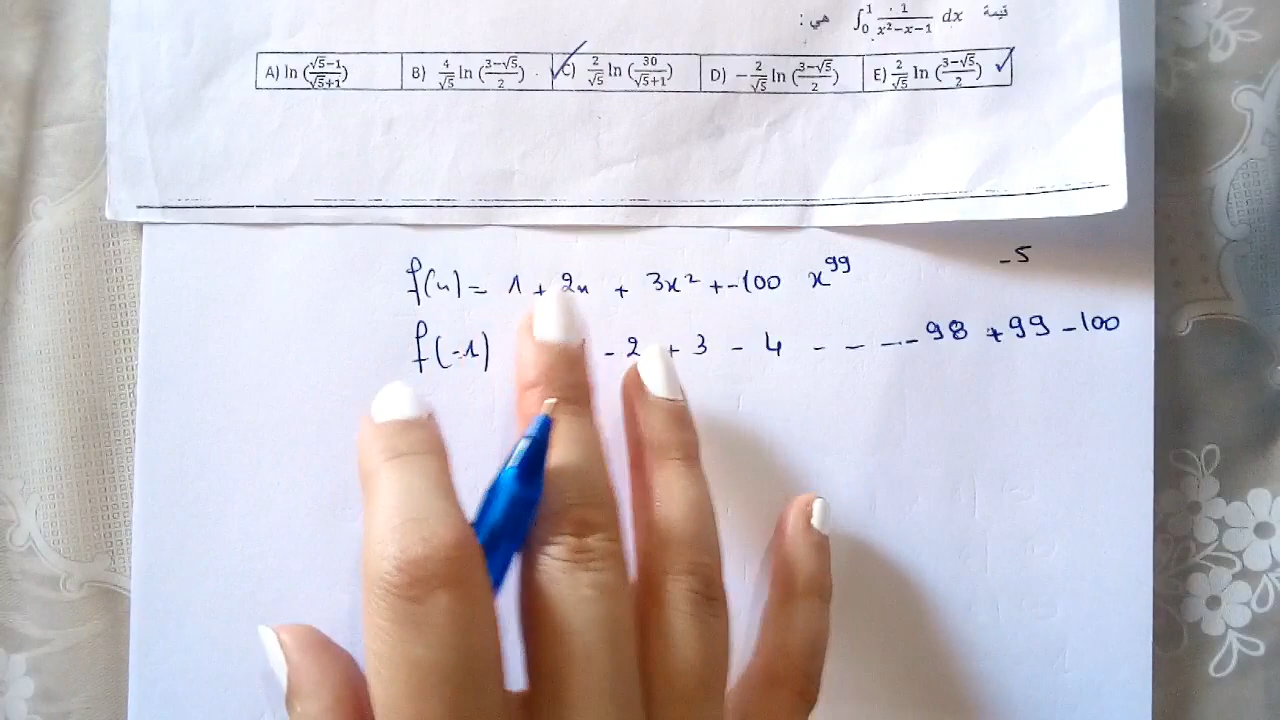 قيمة ∫₀¹ 1/(x²−x−1) dx هي :
A) ln (√5−1/√5+1) B) 4/√5 ln (3−√5/2) C) 2/√5 ln (30/√5+1) D) −2/√5 ln (3−√5/2) E) 2/√5 ln (3−√5/2)
-5
f(x)= 1 + 2x + 3x² + -100 x⁹⁹
f(-1) - 2 + 3 - 4 - - - - 98 + 99 - 100